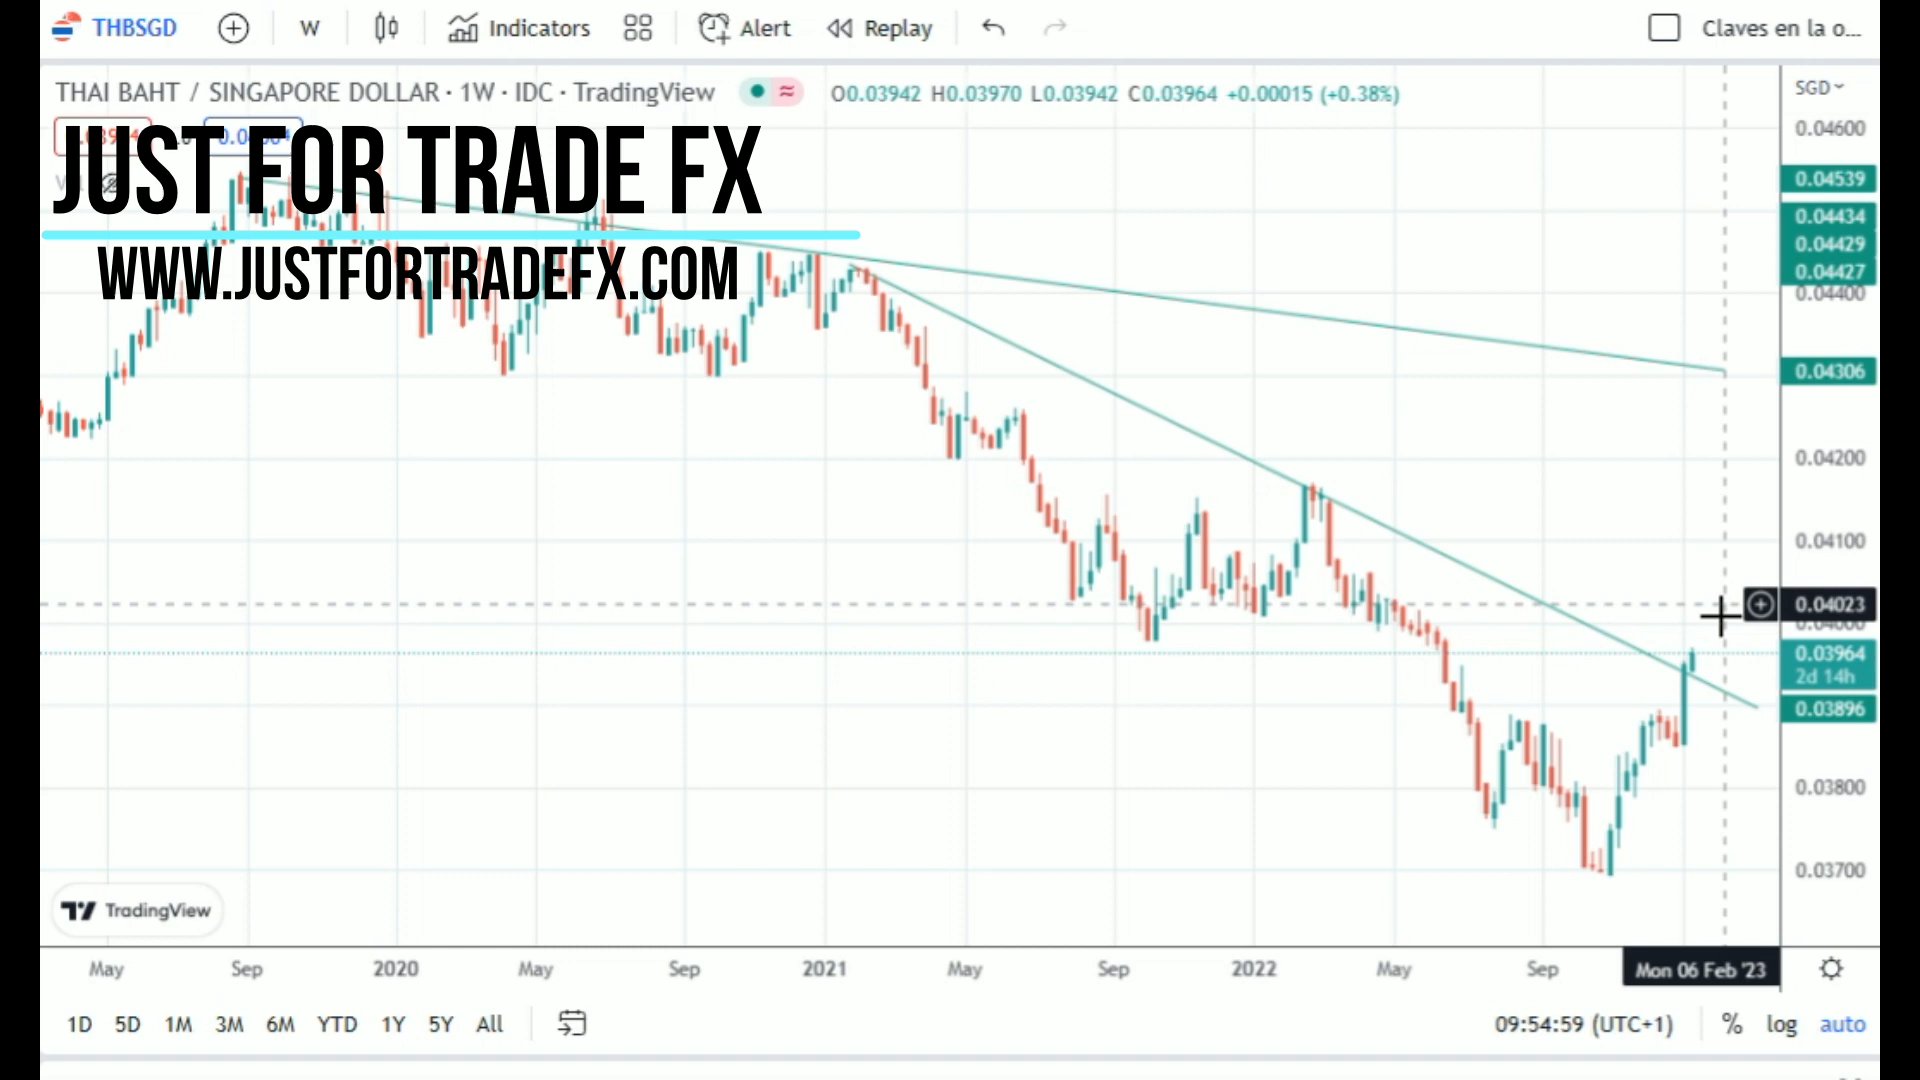 THBSGD W Indicators Alert Replay Claves en la o...
THAI BAHT / SINGAPORE DOLLAR · 1W · IDC · TradingView O0.03942 H0.03970 L0.03942 C0.03964 +0.00015 (+0.38%)
SGD
JUST FOR TRADE FX
WWW.JUSTFORTRADEFX.COM
0.04600
0.04539
0.04434
0.04429
0.04427
0.04400
0.04306
0.04200
0.04100
0.04023
0.04000
0.03964
2d 14h
0.03896
0.03800
0.03700
TradingView
May Sep 2020 May Sep 2021 May Sep 2022 May Sep Mon 06 Feb '23
1D 5D 1M 3M 6M YTD 1Y 5Y All 09:54:59 (UTC+1) % log auto